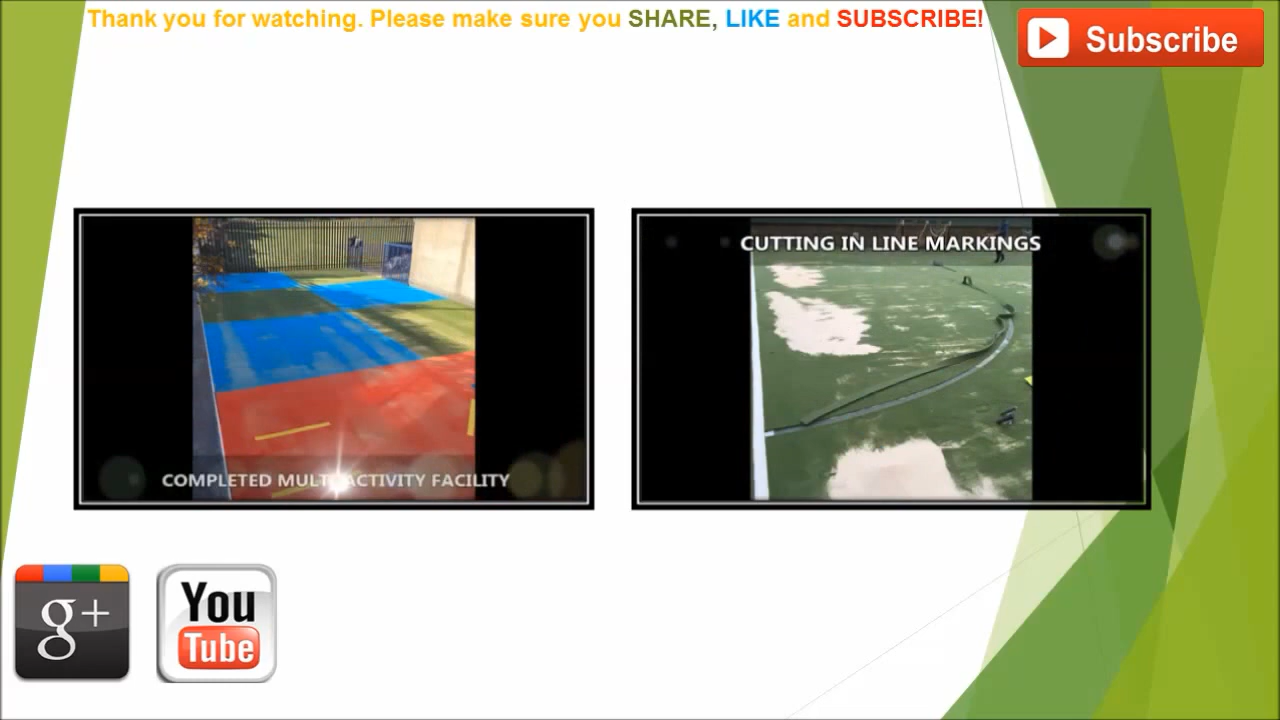 Thank you for watching. Please make sure you SHARE, LIKE and SUBSCRIBE!
Subscribe
COMPLETED MULTI ACTIVITY FACILITY
CUTTING IN LINE MARKINGS
g+
You
Tube